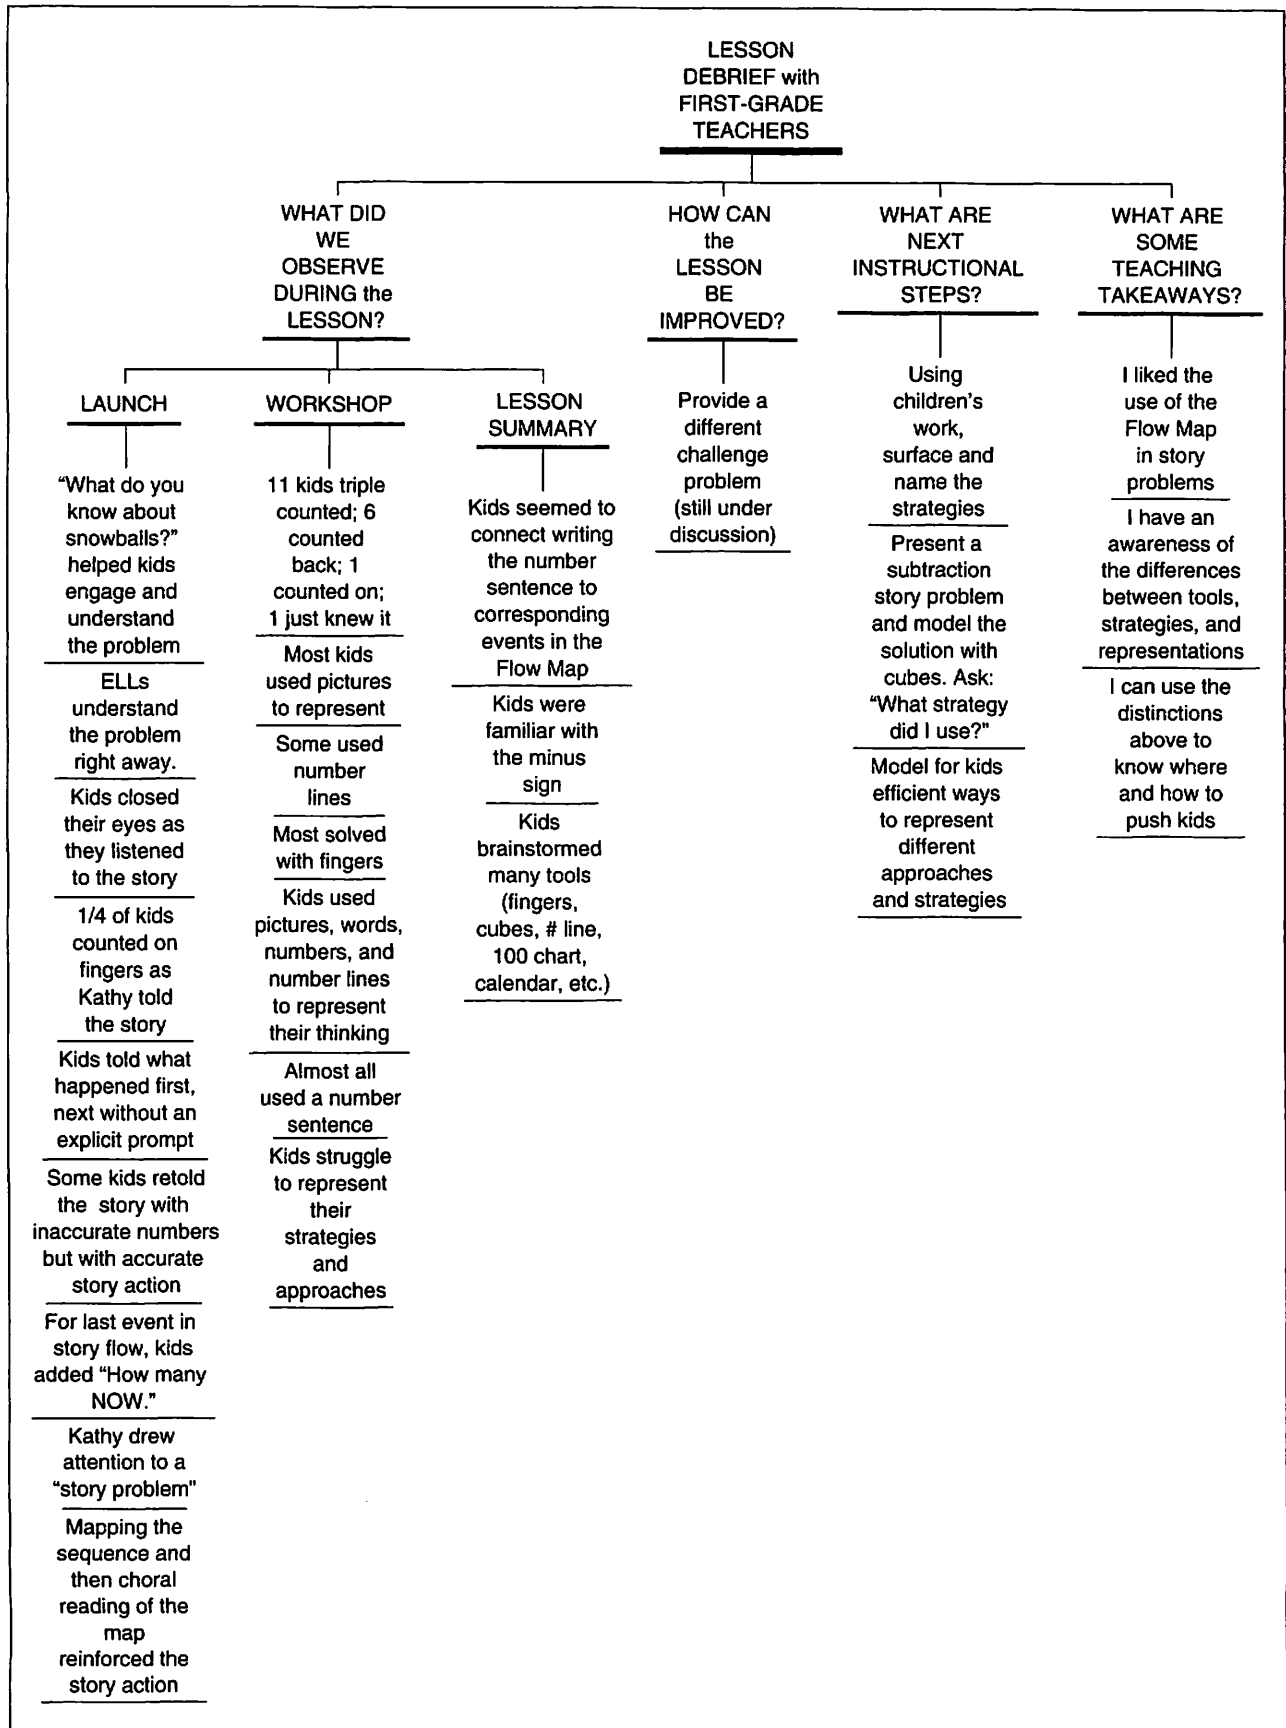 LESSON
DEBRIEF with
FIRST-GRADE
TEACHERS
WHAT DID
WE
OBSERVE
DURING the
LESSON?
LAUNCH
“What do you
know about
snowballs?”
helped kids
engage and
understand
the problem
ELLs
understand
the problem
right away.
Kids closed
their eyes as
they listened
to the story
1/4 of kids
counted on
fingers as
Kathy told
the story
Kids told what
happened first,
next without an
explicit prompt
Some kids retold
the story with
inaccurate numbers
but with accurate
story action
For last event in
story flow, kids
added “How many
NOW.”
Kathy drew
attention to a
“story problem"
Mapping the
sequence and
then choral
reading of the
map
reinforced the
story action
WORKSHOP
11 kids triple
counted; 6
counted
back; 1
counted on;
1 just knew it
Most kids
used pictures
to represent
Some used
number
lines
Most solved
with fingers
Kids used
pictures, words,
numbers, and
number lines
to represent
their thinking
Almost all
used a number
sentence
Kids struggle
to represent
their
strategies
and
approaches
LESSON
SUMMARY
Kids seemed to
connect writing
the number
sentence to
corresponding
events in the
Flow Map
Kids were
familiar with
the minus
sign
Kids
brainstormed
many tools
(fingers,
cubes, # line,
100 chart,
calendar, etc.)
HOW CAN
the
LESSON
BE
IMPROVED?
Provide a
different
challenge
problem
(still under
discussion)
WHAT ARE
NEXT
INSTRUCTIONAL
STEPS?
Using
children's
work,
surface and
name the
strategies
Present a
subtraction
story problem
and model the
solution with
cubes. Ask:
“What strategy
did I use?”
Model for kids
efficient ways
to represent
different
approaches
and strategies
WHAT ARE
SOME
TEACHING
TAKEAWAYS?
I liked the
use of the
Flow Map
in story
problems
I have an
awareness of
the differences
between tools,
strategies, and
representations
I can use the
distinctions
above to
know where
and how to
push kids